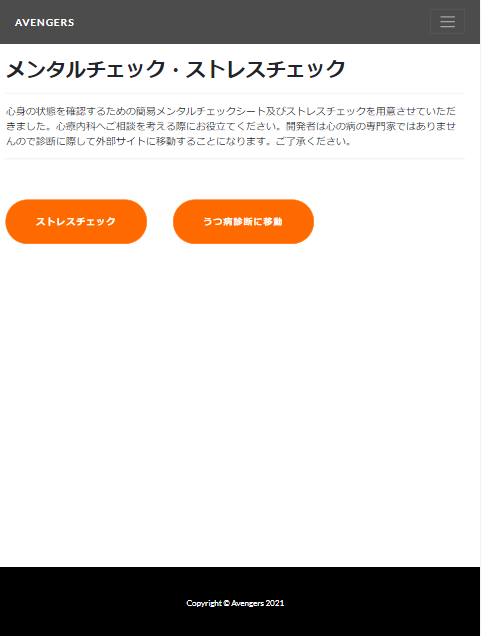 AVENGERS
メンタルチェック・ストレスチェック
心身の状態を確認するための簡易メンタルチェックシート及びストレスチェックを用意させていただ
きました。心療内科へご相談を考える際にお役立てください。開発者は心の病の専門家ではありませ
んので診断に際して外部サイトに移動することになります。ご了承ください。
ストレスチェック
うつ病診断に移動
Copyright © Avengers 2021